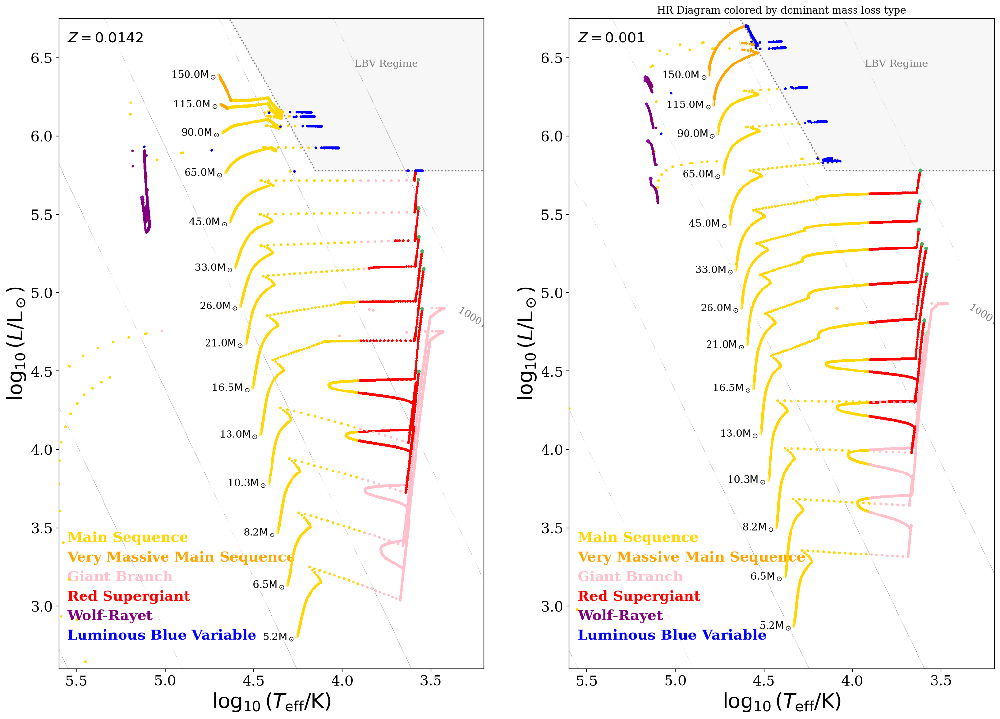 HR Diagram colored by dominant mass loss type
Z = 0.0142
LBV Regime
150.0M⊙
115.0M⊙
90.0M⊙
65.0M⊙
45.0M⊙
33.0M⊙
26.0M⊙
21.0M⊙
16.5M⊙
13.0M⊙
10.3M⊙
8.2M⊙
6.5M⊙
5.2M⊙
1000
Main Sequence
Very Massive Main Sequence
Giant Branch
Red Supergiant
Wolf-Rayet
Luminous Blue Variable
6.5
6.0
5.5
5.0
4.5
4.0
3.5
3.0
log₁₀(L/L⊙)
5.5 5.0 4.5 4.0 3.5
log₁₀(T_eff/K)
Z = 0.001
LBV Regime
150.0M⊙
115.0M⊙
90.0M⊙
65.0M⊙
45.0M⊙
33.0M⊙
26.0M⊙
21.0M⊙
16.5M⊙
13.0M⊙
10.3M⊙
8.2M⊙
6.5M⊙
5.2M⊙
1000
Main Sequence
Very Massive Main Sequence
Giant Branch
Red Supergiant
Wolf-Rayet
Luminous Blue Variable
6.5
6.0
5.5
5.0
4.5
4.0
3.5
3.0
log₁₀(L/L⊙)
5.5 5.0 4.5 4.0 3.5
log₁₀(T_eff/K)